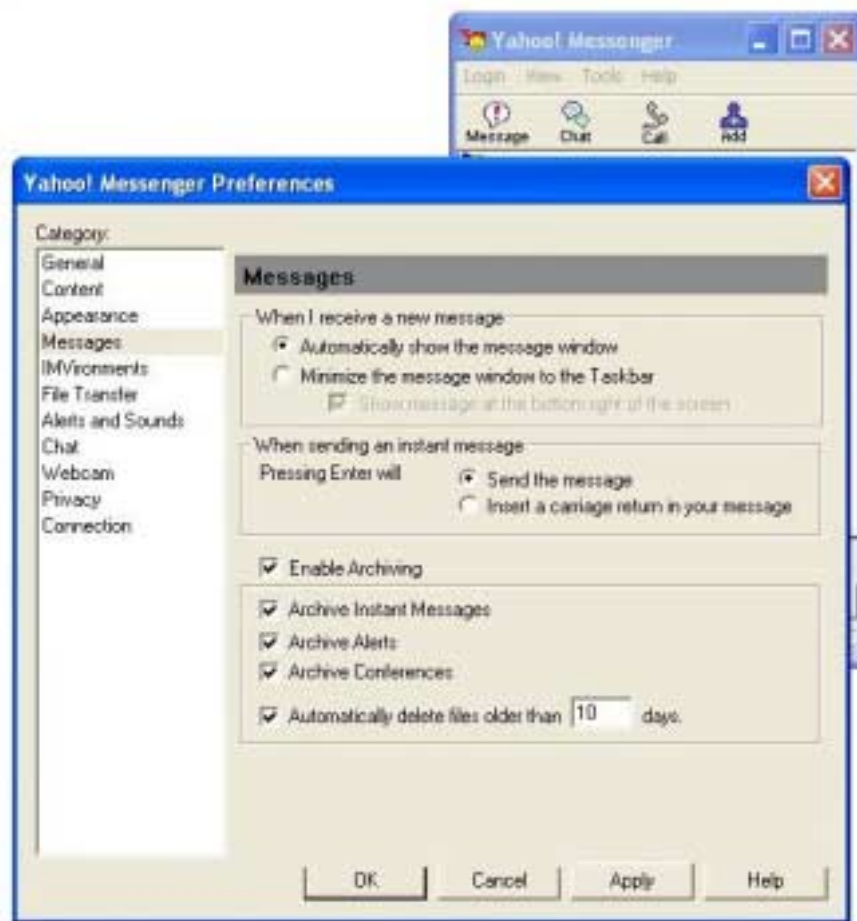 Yahoo! Messenger
Login View Tools Help
Message Chat Call Add
Yahoo! Messenger Preferences
Category:
General
Content
Appearance
Messages
IMVironments
File Transfer
Alerts and Sounds
Chat
Webcam
Privacy
Connection
Messages
When I receive a new message
Automatically show the message window
Minimize the message window to the Taskbar
Show message at the bottom right of the screen
When sending an instant message
Pressing Enter will
Send the message
Insert a carriage return in your message
Enable Archiving
Archive Instant Messages
Archive Alerts
Archive Conferences
Automatically delete files older than 10 days.
OK Cancel Apply Help